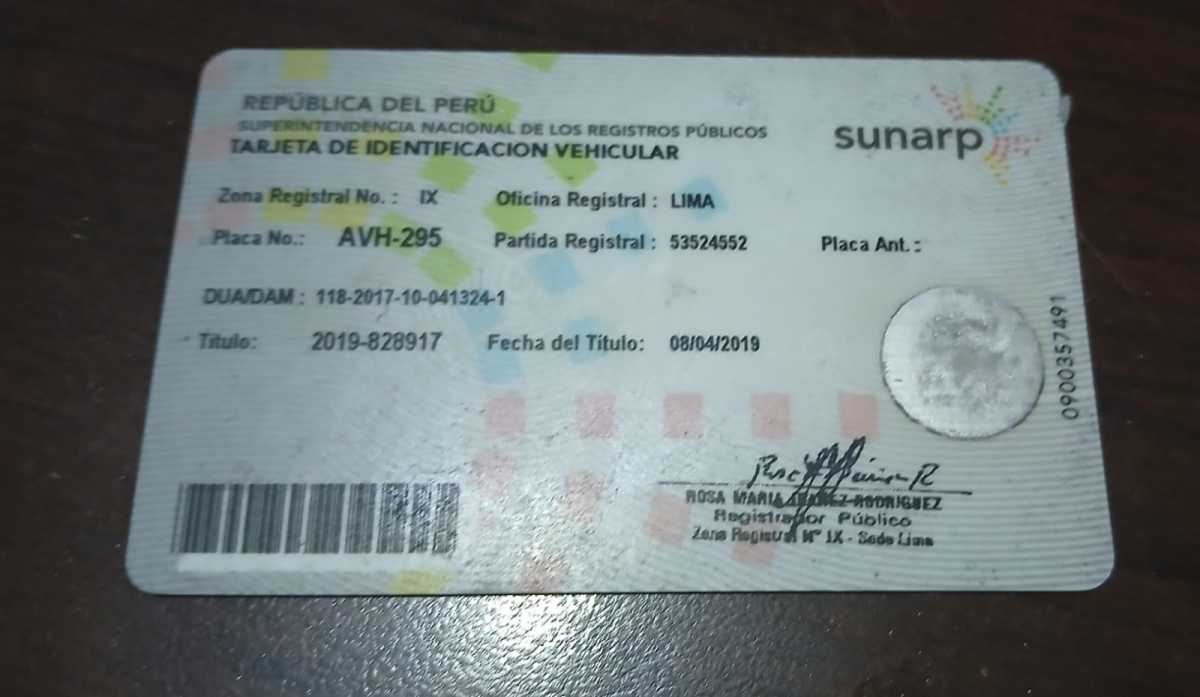 REPÚBLICA DEL PERÚ
SUPERINTENDENCIA NACIONAL DE LOS REGISTROS PÚBLICOS
TARJETA DE IDENTIFICACION VEHICULAR
sunarp
Zona Registral No. : IX Oficina Registral : LIMA
Placa No.: AVH-295 Partida Registral : 53524552 Placa Ant. :
DUA/DAM : 118-2017-10-041324-1
Titulo: 2019-828917 Fecha del Titulo: 08/04/2019
0900357491
ROSA MARIA RODRIGUEZ
Registrador Público
Zona Registral N° IX - Sede Lima